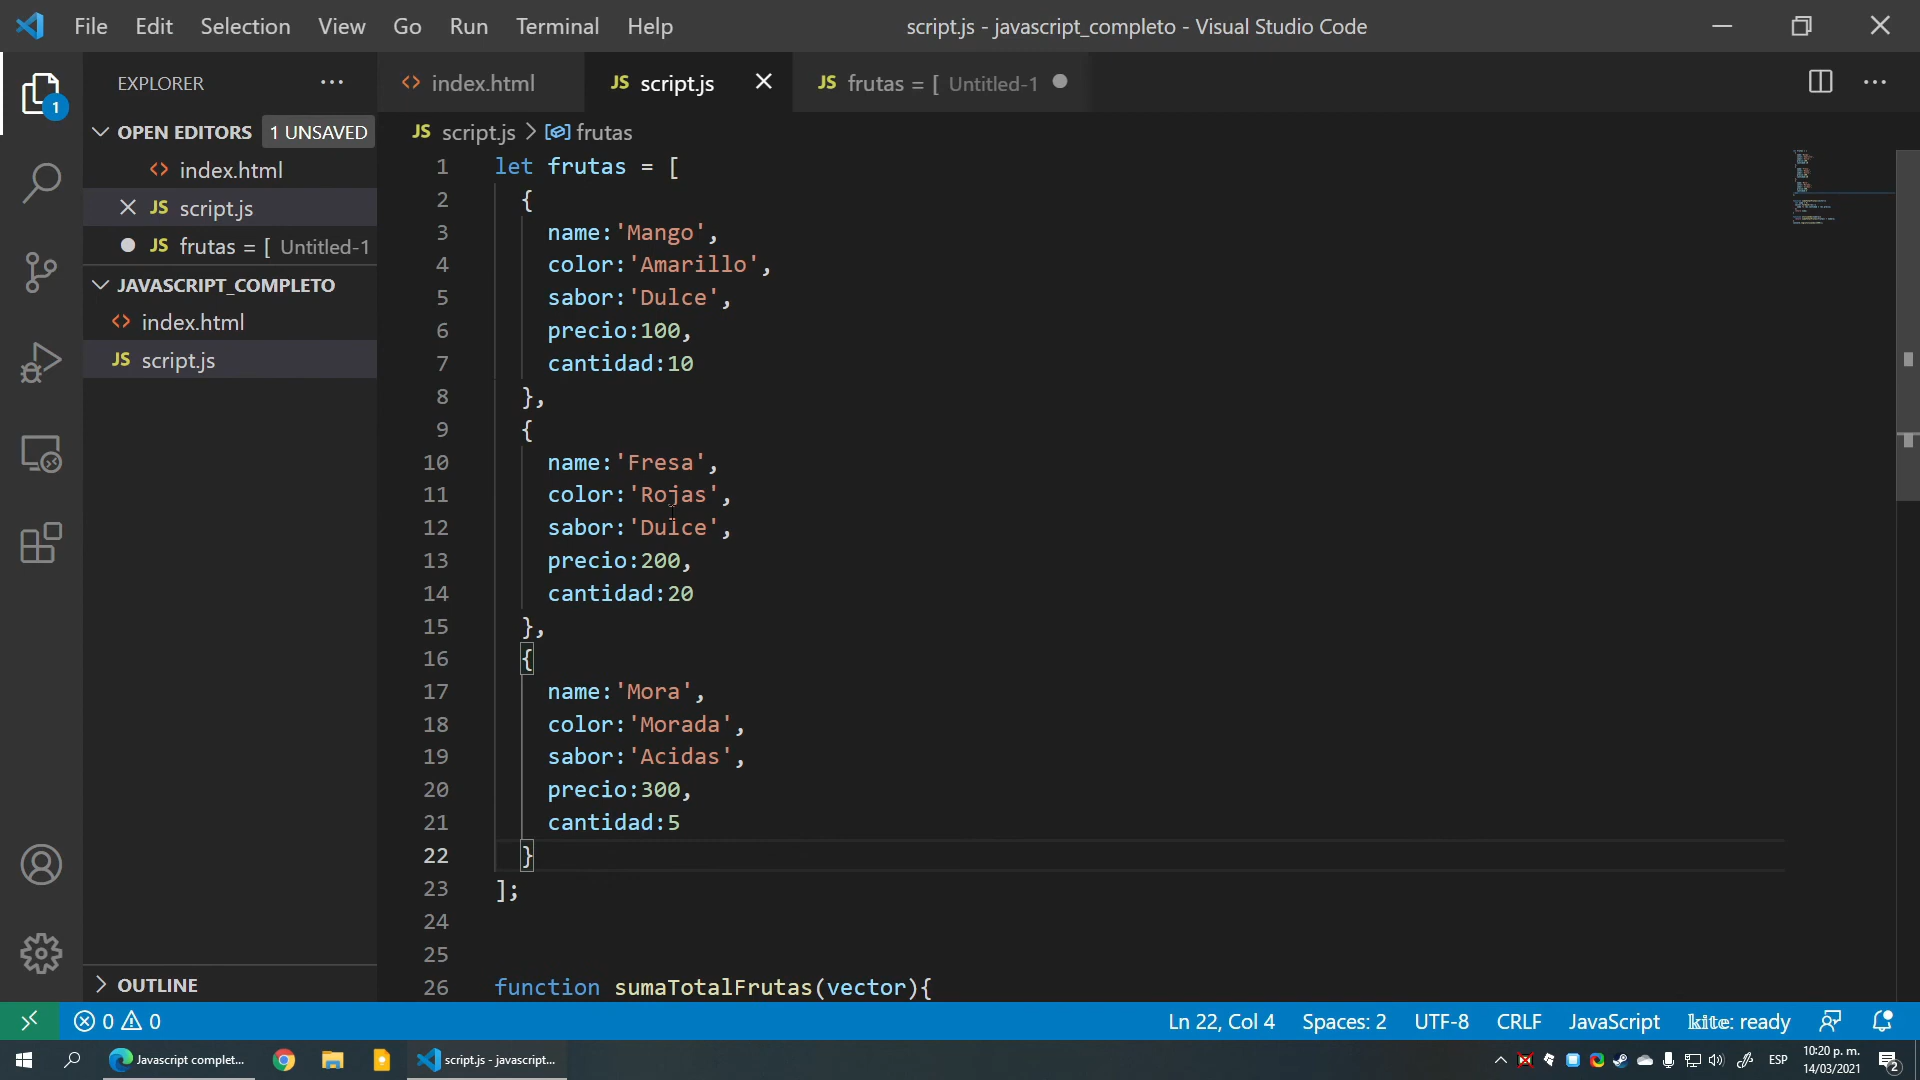 File Edit Selection View Go Run Terminal Help script.js - javascript_completo - Visual Studio Code
EXPLORER ··· <> index.html JS script.js JS frutas = [ Untitled-1 ···
OPEN EDITORS 1 UNSAVED
<> index.html
JS script.js
JS frutas = [ Untitled-1
JAVASCRIPT_COMPLETO
<> index.html
JS script.js
OUTLINE
JS script.js > frutas
1 let frutas = [
2 {
3 name:'Mango',
4 color:'Amarillo',
5 sabor:'Dulce',
6 precio:100,
7 cantidad:10
8 },
9 {
10 name:'Fresa',
11 color:'Rojas',
12 sabor:'Dulce',
13 precio:200,
14 cantidad:20
15 },
16 {
17 name:'Mora',
18 color:'Morada',
19 sabor:'Acidas',
20 precio:300,
21 cantidad:5
22 }
23 ];
24
25
26 function sumaTotalFrutas(vector){
0 0 Ln 22, Col 4 Spaces: 2 UTF-8 CRLF JavaScript kite: ready
Javascript complet... script.js - javascript... ESP 10:20 p. m.
14/03/2021 2